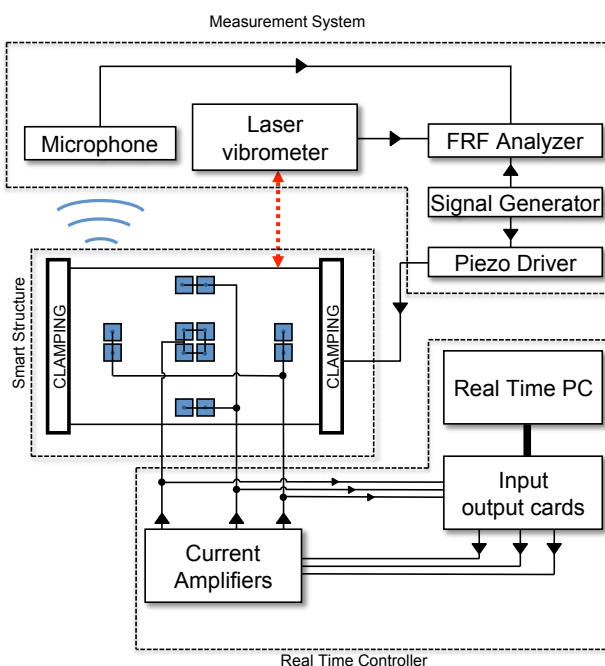 Measurement System
Microphone
Laser
vibrometer
FRF Analyzer
Signal Generator
Piezo Driver
Smart Structure
CLAMPING
CLAMPING
Real Time PC
Input
output cards
Current
Amplifiers
Real Time Controller